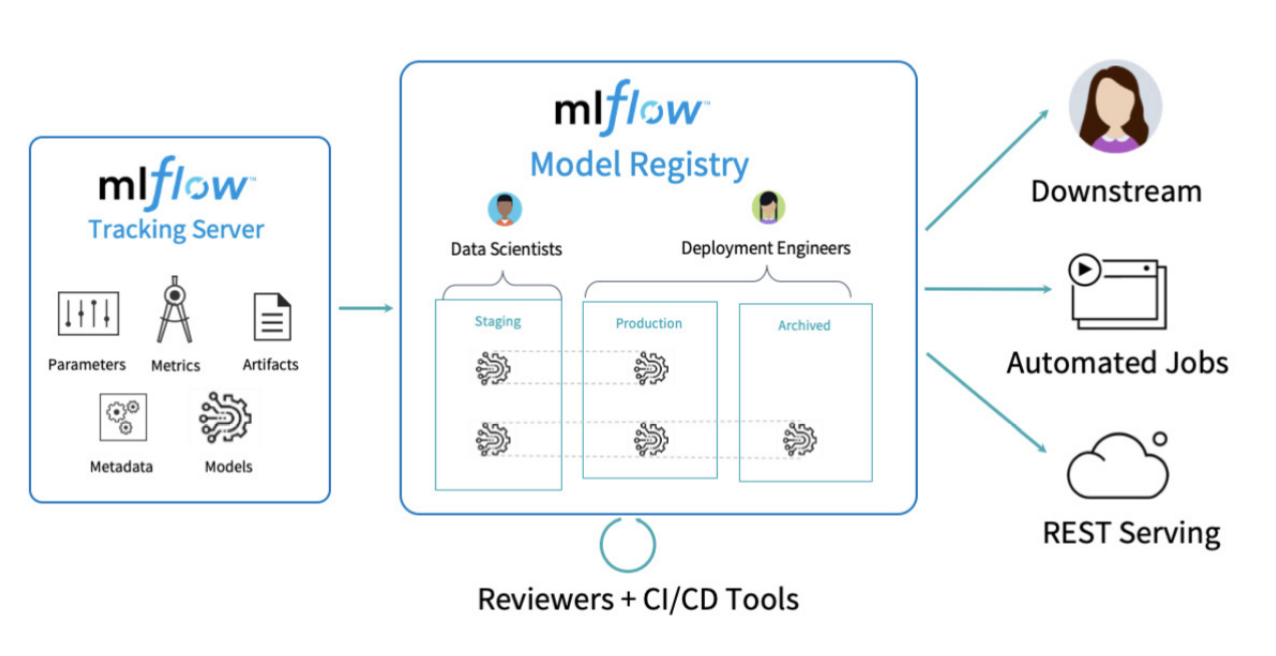 mlflow™
Tracking Server
Parameters
Metrics
Artifacts
Metadata
Models
mlflow™
Model Registry
Data Scientists
Deployment Engineers
Staging
Production
Archived
Reviewers + CI/CD Tools
Downstream
Automated Jobs
REST Serving